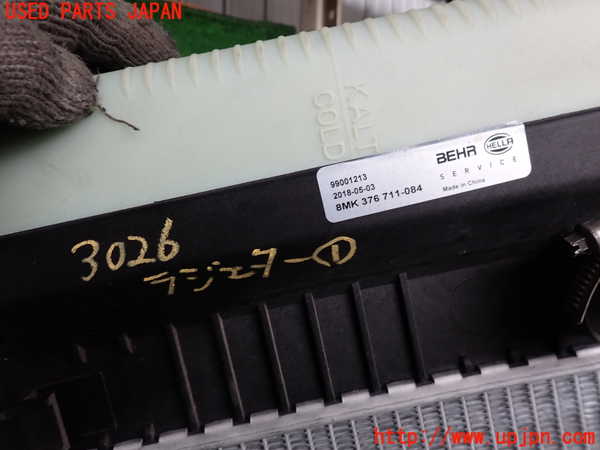 USED PARTS JAPAN
KALT
COLD
BEHR HELLA
SERVICE
99001213
2018-05-03
Made in China
8MK 376 711-084
3026
ラジエター①
http://www.upjpn.com